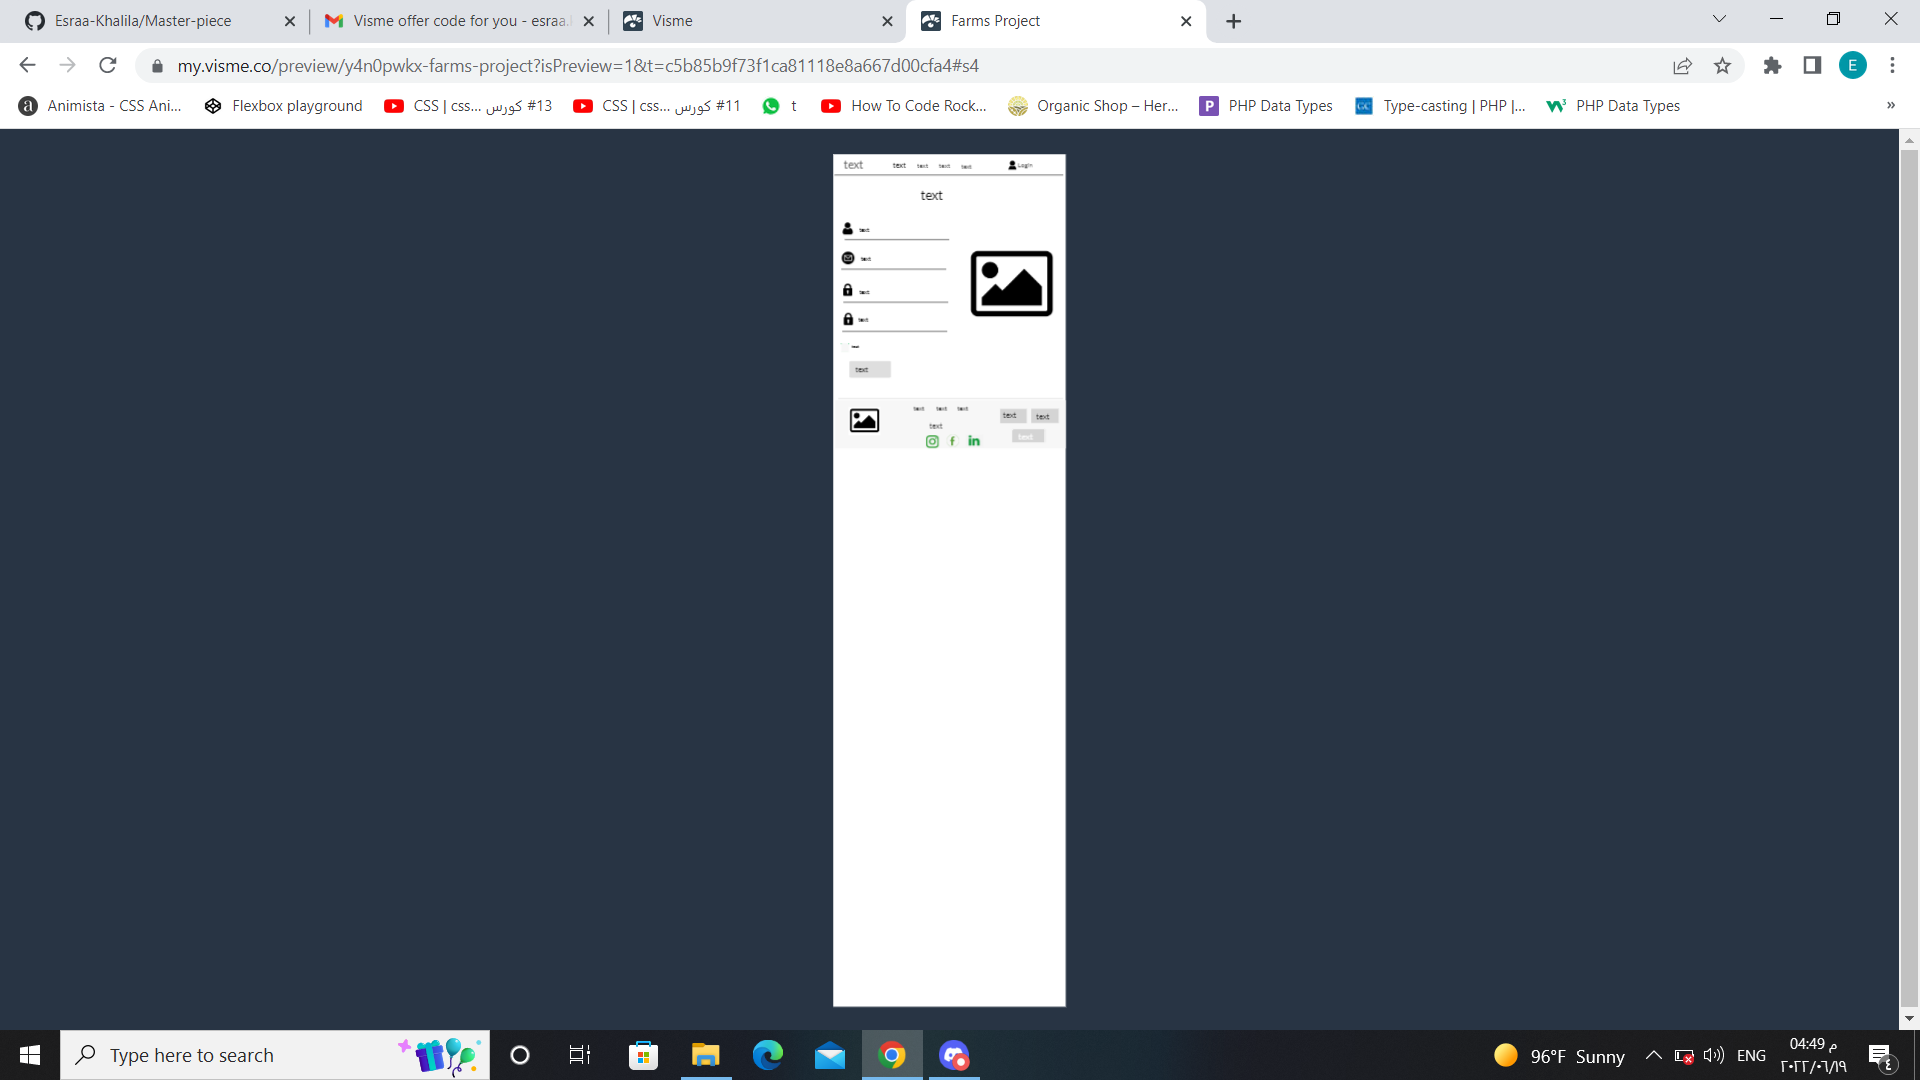 Esraa-Khalila/Master-piece
Visme offer code for you - esraa.
Visme
Farms Project
my.visme.co/preview/y4n0pwkx-farms-project?isPreview=1&t=c5b85b9f73f1ca81118e8a667d00cfa4#s4
E
Animista - CSS Ani...
Flexbox playground
CSS | css... كورس #13
CSS | css... كورس #11
t
How To Code Rock...
Organic Shop – Her...
PHP Data Types
Type-casting | PHP |...
PHP Data Types
»
text text text text text Login
text
text
text
text
text
text
text
text text text text text
text
text
Type here to search
96°F Sunny
ENG
04:49 م
٢٠٢٢/٠٦/١٩
٤